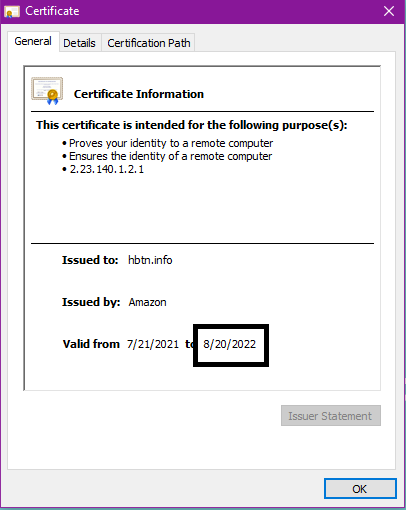 Certificate
General Details Certification Path
Certificate Information
This certificate is intended for the following purpose(s):
• Proves your identity to a remote computer
• Ensures the identity of a remote computer
• 2.23.140.1.2.1
Issued to: hbtn.info
Issued by: Amazon
Valid from 7/21/2021 to 8/20/2022
Issuer Statement
OK